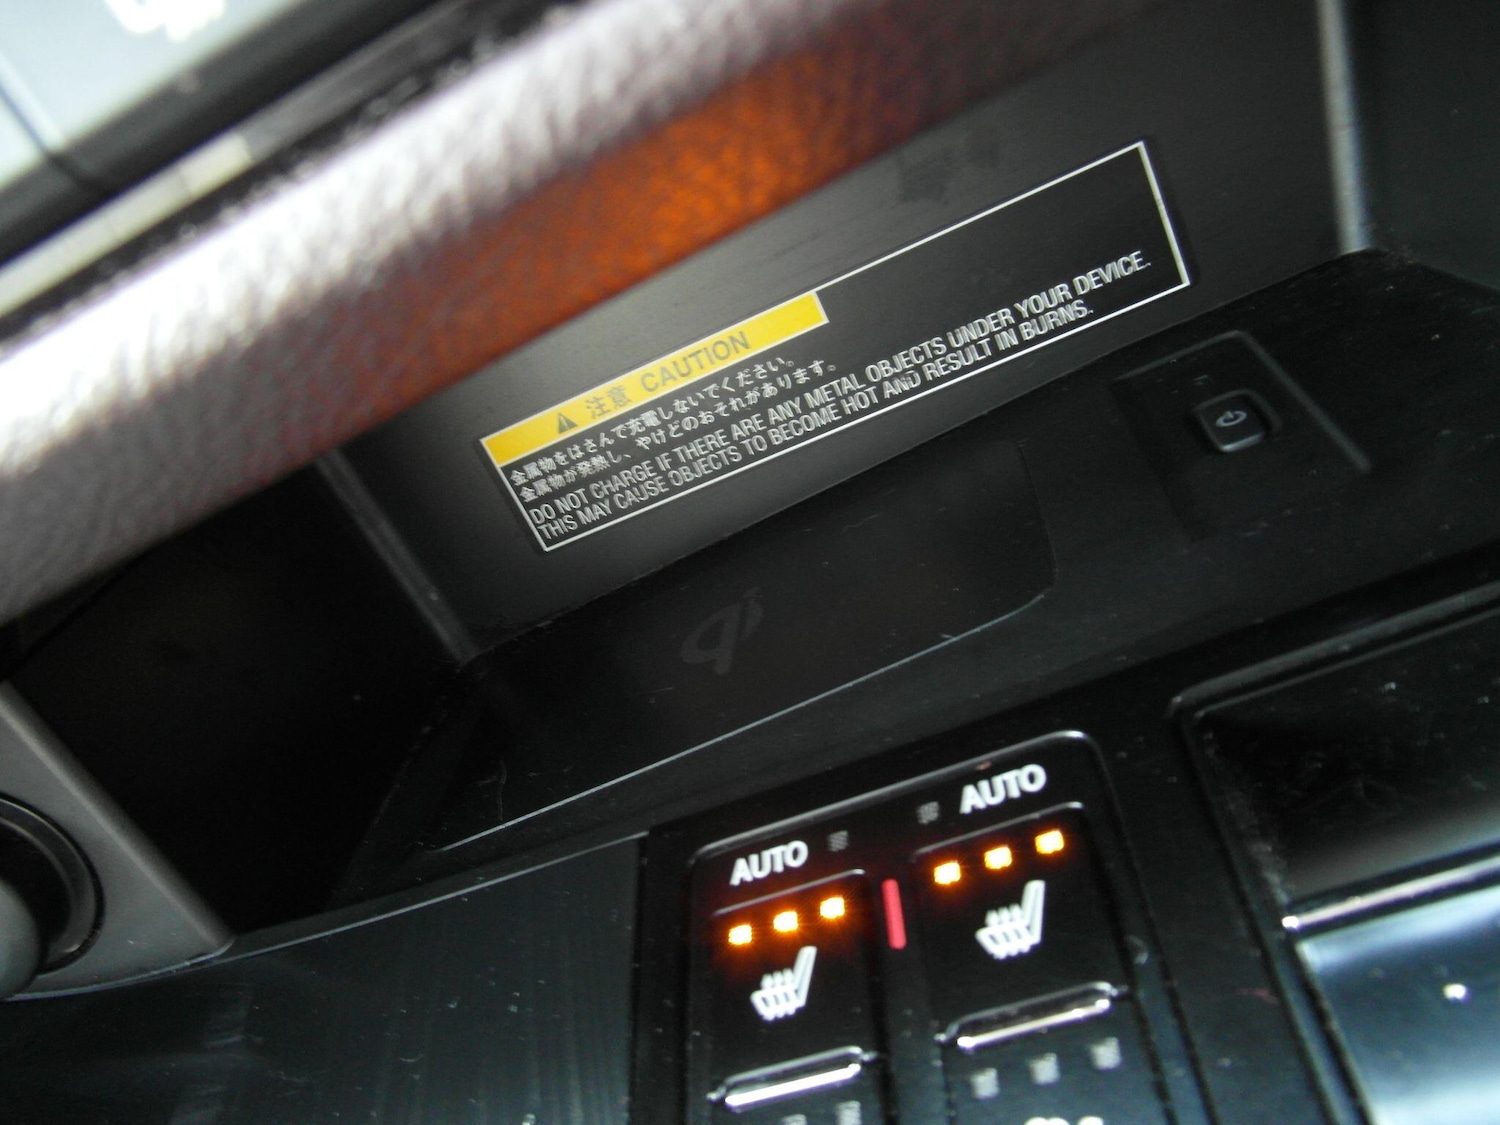 ⚠ 注意 CAUTION
金属物をはさんで充電しないでください。
金属物が発熱し、やけどのおそれがあります。
DO NOT CHARGE IF THERE ARE ANY METAL OBJECTS UNDER YOUR DEVICE.
THIS MAY CAUSE OBJECTS TO BECOME HOT AND RESULT IN BURNS.
qi
AUTO AUTO